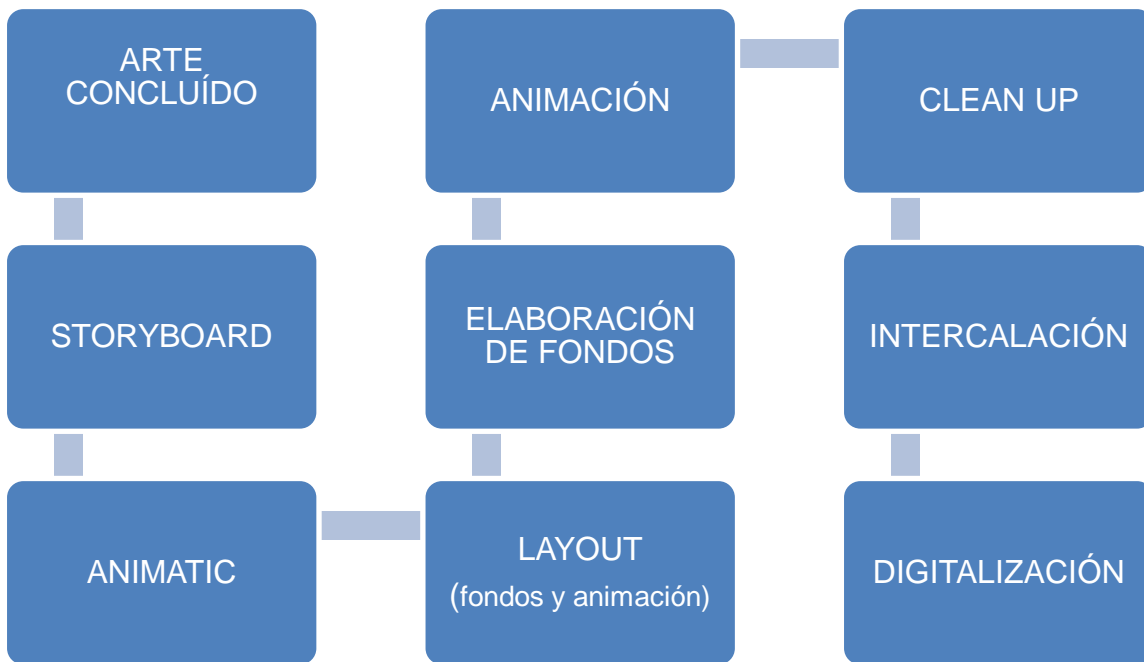 ARTE
CONCLUÍDO
STORYBOARD
ANIMATIC
LAYOUT
(fondos y animación)
ELABORACIÓN
DE FONDOS
ANIMACIÓN
CLEAN UP
INTERCALACIÓN
DIGITALIZACIÓN